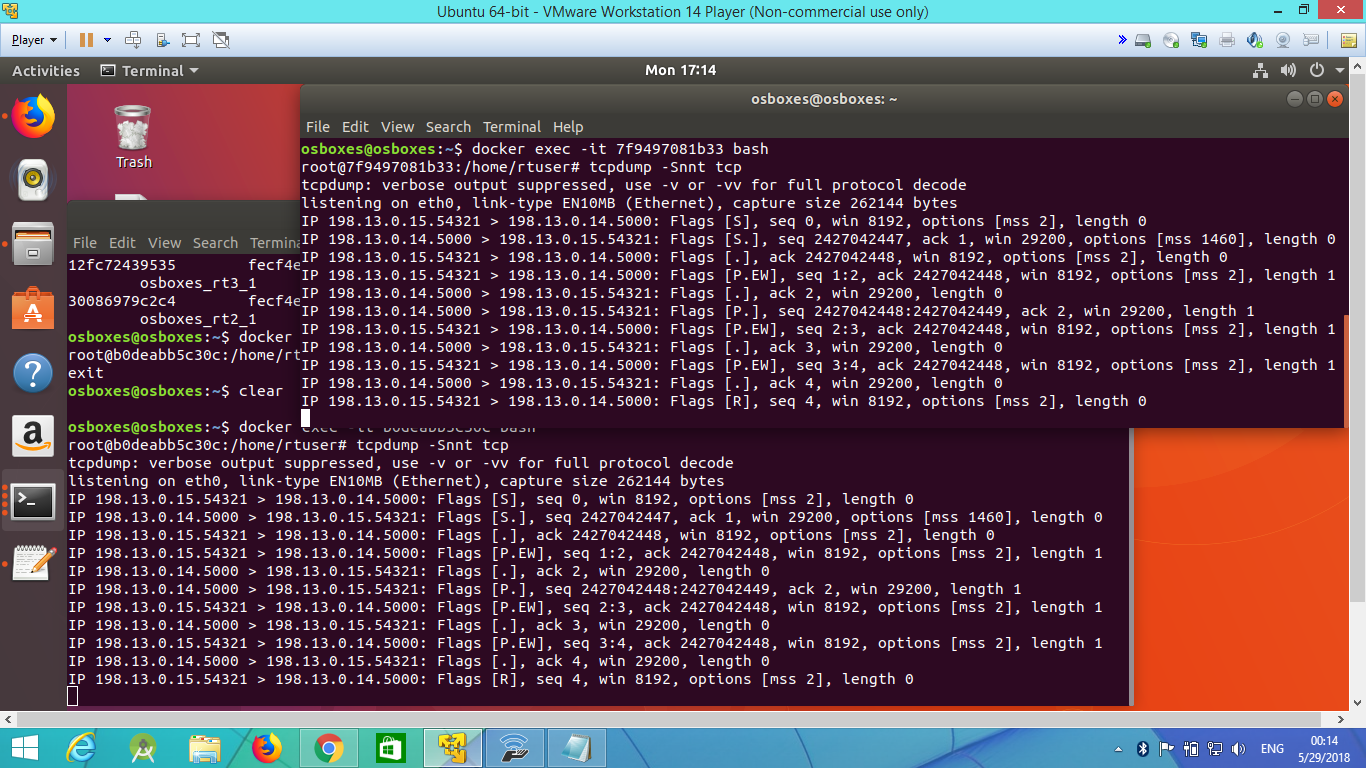 Ubuntu 64-bit - VMware Workstation 14 Player (Non-commercial use only)
Player
Activities
Terminal
Mon 17:14
Trash
osboxes@osboxes: ~
File Edit View Search Terminal Help
osboxes@osboxes:~$ docker exec -it 7f9497081b33 bash
root@7f9497081b33:/home/rtuser# tcpdump -Snnt tcp
tcpdump: verbose output suppressed, use -v or -vv for full protocol decode
listening on eth0, link-type EN10MB (Ethernet), capture size 262144 bytes
IP 198.13.0.15.54321 > 198.13.0.14.5000: Flags [S], seq 0, win 8192, options [mss 2], length 0
IP 198.13.0.14.5000 > 198.13.0.15.54321: Flags [S.], seq 2427042447, ack 1, win 29200, options [mss 1460], length 0
IP 198.13.0.15.54321 > 198.13.0.14.5000: Flags [.], ack 2427042448, win 8192, options [mss 2], length 0
IP 198.13.0.15.54321 > 198.13.0.14.5000: Flags [P.EW], seq 1:2, ack 2427042448, win 8192, options [mss 2], length 1
IP 198.13.0.14.5000 > 198.13.0.15.54321: Flags [.], ack 2, win 29200, length 0
IP 198.13.0.14.5000 > 198.13.0.15.54321: Flags [P.], seq 2427042448:2427042449, ack 2, win 29200, length 1
IP 198.13.0.15.54321 > 198.13.0.14.5000: Flags [P.EW], seq 2:3, ack 2427042448, win 8192, options [mss 2], length 1
IP 198.13.0.14.5000 > 198.13.0.15.54321: Flags [.], ack 3, win 29200, length 0
IP 198.13.0.15.54321 > 198.13.0.14.5000: Flags [P.EW], seq 3:4, ack 2427042448, win 8192, options [mss 2], length 1
IP 198.13.0.14.5000 > 198.13.0.15.54321: Flags [.], ack 4, win 29200, length 0
IP 198.13.0.15.54321 > 198.13.0.14.5000: Flags [R], seq 4, win 8192, options [mss 2], length 0
File Edit View Search Termina
12fc72439535 fecf4e
osboxes_rt3_1
30086979c2c4 fecf4e
osboxes_rt2_1
osboxes@osboxes:~$ docker
root@b0deabb5c30c:/home/rt
exit
osboxes@osboxes:~$ clear
osboxes@osboxes:~$ docker exec -it b0deabb5c30c bash
root@b0deabb5c30c:/home/rtuser# tcpdump -Snnt tcp
tcpdump: verbose output suppressed, use -v or -vv for full protocol decode
listening on eth0, link-type EN10MB (Ethernet), capture size 262144 bytes
IP 198.13.0.15.54321 > 198.13.0.14.5000: Flags [S], seq 0, win 8192, options [mss 2], length 0
IP 198.13.0.14.5000 > 198.13.0.15.54321: Flags [S.], seq 2427042447, ack 1, win 29200, options [mss 1460], length 0
IP 198.13.0.15.54321 > 198.13.0.14.5000: Flags [.], ack 2427042448, win 8192, options [mss 2], length 0
IP 198.13.0.15.54321 > 198.13.0.14.5000: Flags [P.EW], seq 1:2, ack 2427042448, win 8192, options [mss 2], length 1
IP 198.13.0.14.5000 > 198.13.0.15.54321: Flags [.], ack 2, win 29200, length 0
IP 198.13.0.14.5000 > 198.13.0.15.54321: Flags [P.], seq 2427042448:2427042449, ack 2, win 29200, length 1
IP 198.13.0.15.54321 > 198.13.0.14.5000: Flags [P.EW], seq 2:3, ack 2427042448, win 8192, options [mss 2], length 1
IP 198.13.0.14.5000 > 198.13.0.15.54321: Flags [.], ack 3, win 29200, length 0
IP 198.13.0.15.54321 > 198.13.0.14.5000: Flags [P.EW], seq 3:4, ack 2427042448, win 8192, options [mss 2], length 1
IP 198.13.0.14.5000 > 198.13.0.15.54321: Flags [.], ack 4, win 29200, length 0
IP 198.13.0.15.54321 > 198.13.0.14.5000: Flags [R], seq 4, win 8192, options [mss 2], length 0
ENG
00:14
5/29/2018